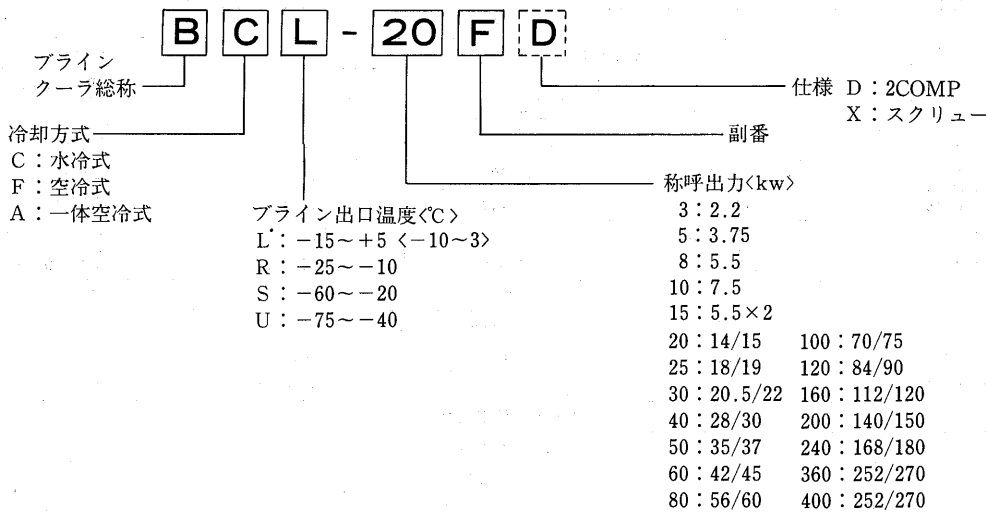 BCL-20FD
ブライン
クーラ総称
仕様 D：2COMP
X：スクリュー
冷却方式
副番
C：水冷式
F：空冷式
A：一体空冷式
称呼出力<kw>
ブライン出口温度<℃>
L：−15～+5 <−10～3>
R：−25～−10
S：−60～−20
U：−75～−40
3：2.2
5：3.75
8：5.5
10：7.5
15：5.5×2
20：14/15 100：70/75
25：18/19 120：84/90
30：20.5/22 160：112/120
40：28/30 200：140/150
50：35/37 240：168/180
60：42/45 360：252/270
80：56/60 400：252/270